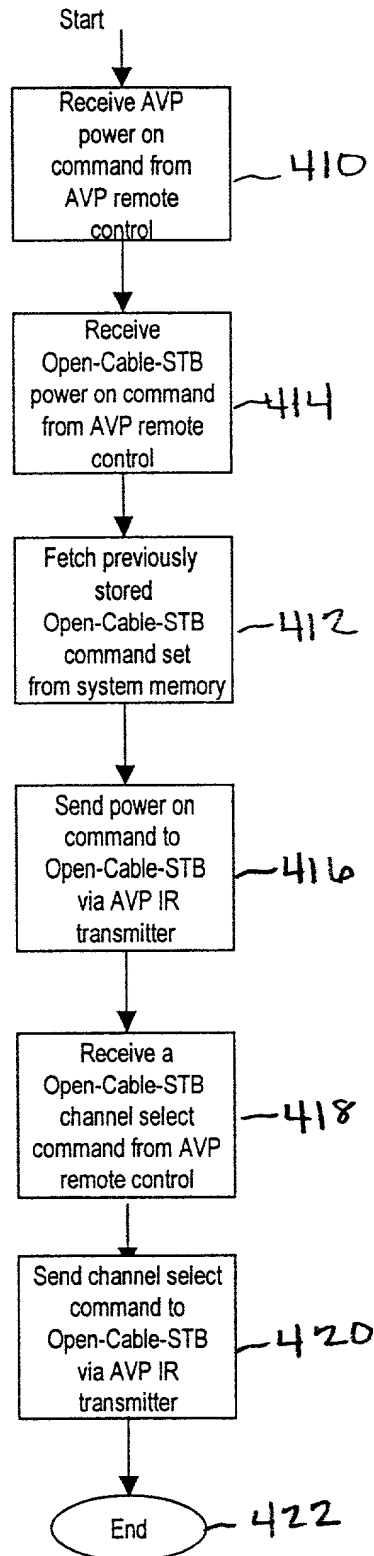 Start
Receive AVP
power on
command from
AVP remote
control
410
Receive
Open-Cable-STB
power on command
from AVP remote
control
414
Fetch previously
stored
Open-Cable-STB
command set
from system memory
412
Send power on
command to
Open-Cable-STB
via AVP IR
transmitter
416
Receive a
Open-Cable-STB
channel select
command from AVP
remote control
418
Send channel select
command to
Open-Cable-STB
via AVP IR
transmitter
420
End
422